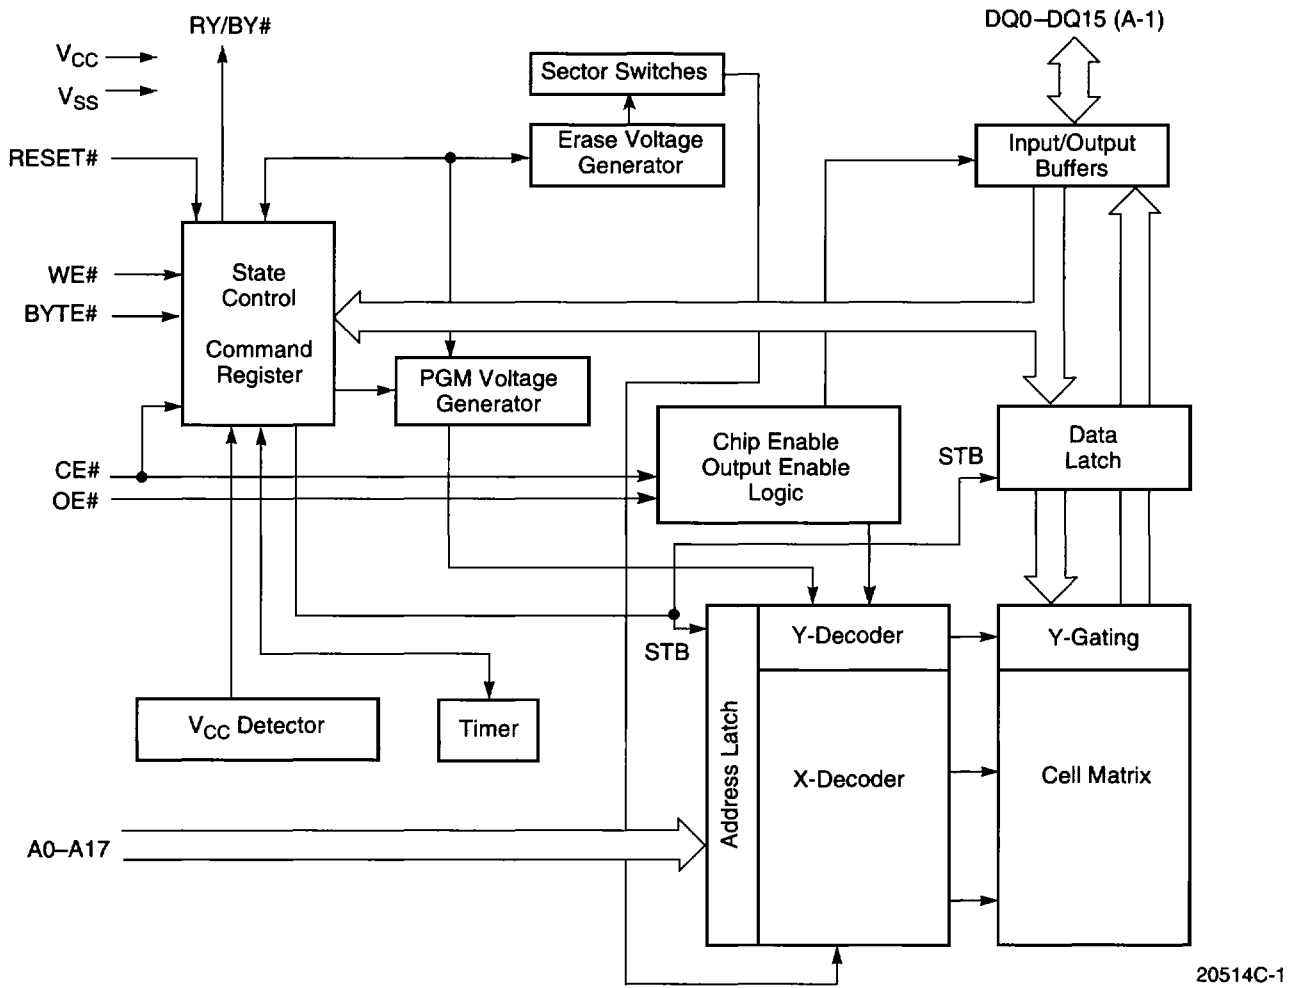 RY/BY#
DQ0–DQ15 (A-1)
VCC
VSS
Sector Switches
Erase Voltage
Generator
Input/Output
Buffers
RESET#
WE#
BYTE#
State
Control
Command
Register
PGM Voltage
Generator
Chip Enable
Output Enable
Logic
STB
Data
Latch
CE#
OE#
STB
Y-Decoder
Y-Gating
VCC Detector
Timer
Address Latch
X-Decoder
Cell Matrix
A0–A17
20514C-1